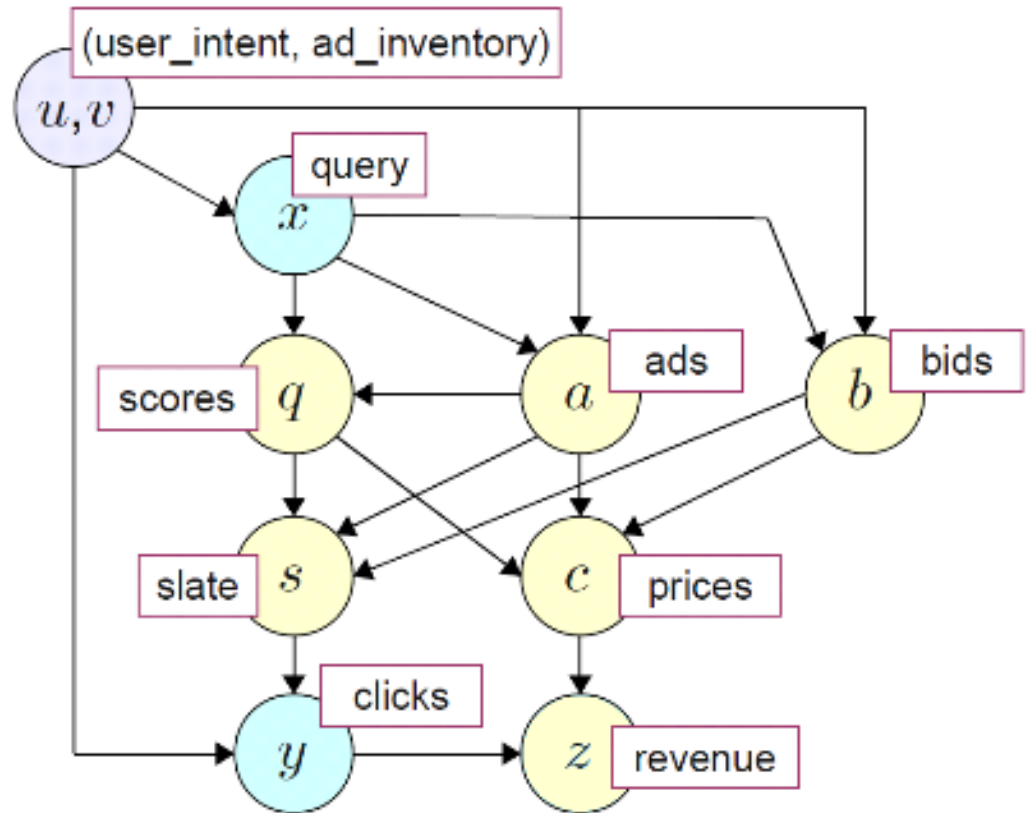 (user_intent, ad_inventory)
u,v
query
x
ads
bids
scores
q
a
b
slate
s
c
prices
clicks
y
z
revenue